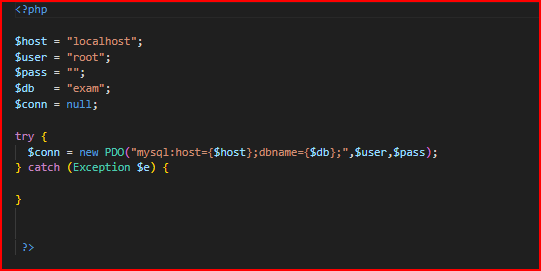 <?php
$host = "localhost";
$user = "root";
$pass = "";
$db   = "exam";
$conn = null;
try {
  $conn = new PDO("mysql:host={$host};dbname={$db};",$user,$pass);
} catch (Exception $e) {
}
?>